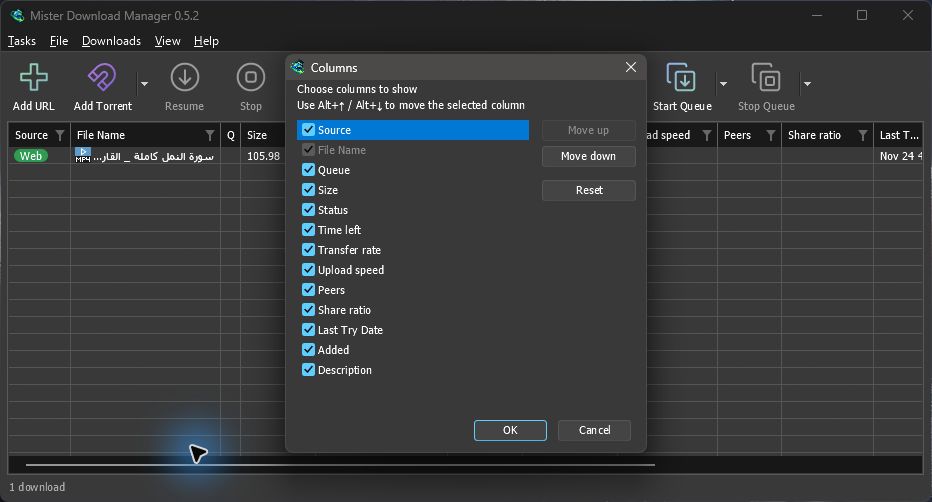 Mister Download Manager 0.5.2
Tasks File Downloads View Help
Add URL Add Torrent Resume Stop Start Queue Stop Queue
Source File Name Q Size ad speed Peers Share ratio Last T...
Web MP4 سورة النمل كاملة _ القار... 105.98 Nov 24 4
Columns
Choose columns to show
Use Alt+↑ / Alt+↓ to move the selected column
Source
File Name
Queue
Size
Status
Time left
Transfer rate
Upload speed
Peers
Share ratio
Last Try Date
Added
Description
Move up
Move down
Reset
OK Cancel
1 download